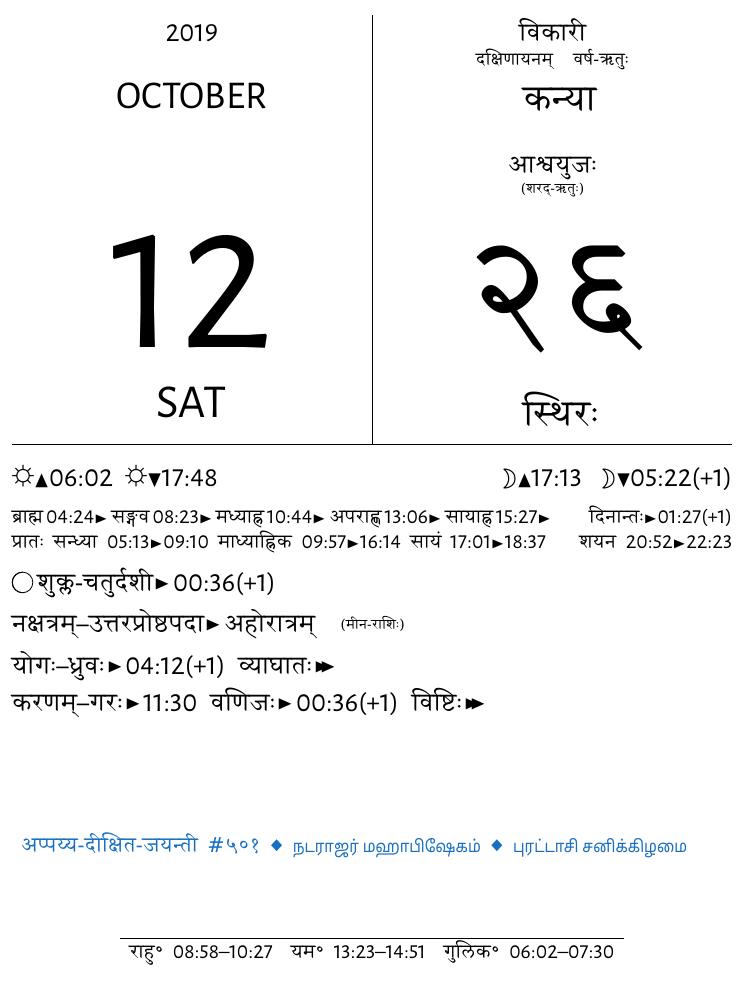 2019
OCTOBER
12
SAT
विकारी
दक्षिणायनम् वर्ष-ऋतुः
कन्या
आश्वयुजः
(शरद्-ऋतुः)
२६
स्थिरः
☼▲06:02 ☼▼17:48 ☽▲17:13 ☽▼05:22(+1)
ब्राह्म 04:24► सङ्गव 08:23► मध्याह्न 10:44► अपराह्ण 13:06► सायाह्न 15:27► दिनान्तः►01:27(+1)
प्रातः सन्ध्या 05:13►09:10 माध्याह्निक 09:57►16:14 सायं 17:01►18:37 शयन 20:52►22:23
◯शुक्ल-चतुर्दशी►00:36(+1)
नक्षत्रम्–उत्तरप्रोष्ठपदा► अहोरात्रम् (मीन-राशिः)
योगः–ध्रुवः►04:12(+1) व्याघातः►►
करणम्–गरः►11:30 वणिजः►00:36(+1) विष्टिः►►
अप्पय्य-दीक्षित-जयन्ती #५०१ ◆ நடராஜர் மஹாபிஷேகம் ◆ புரட்டாசி சனிக்கிழமை
राहु° 08:58–10:27 यम° 13:23–14:51 गुलिक° 06:02–07:30